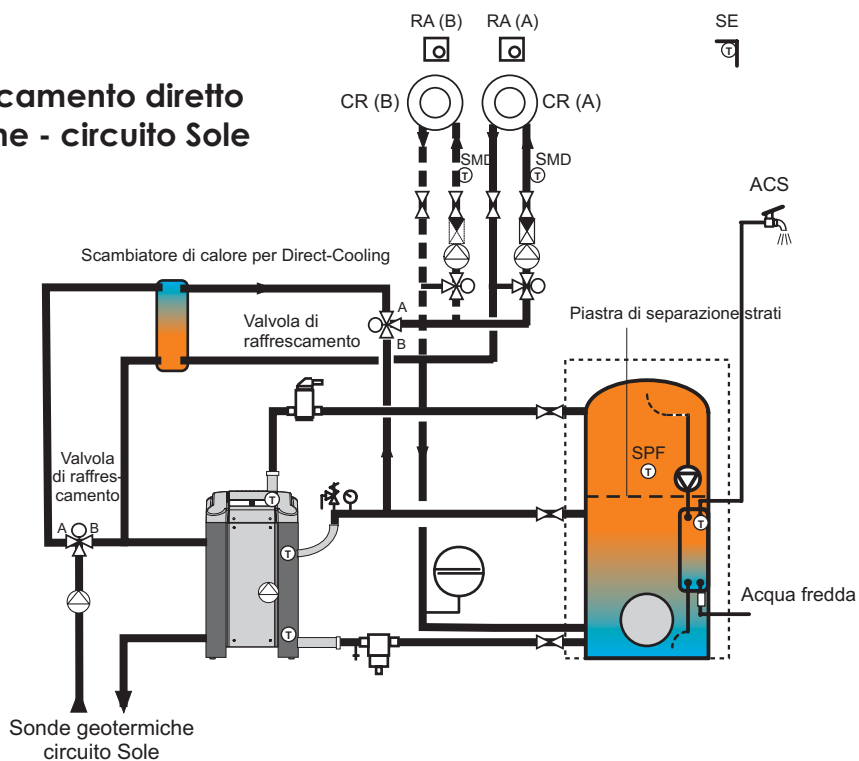 RA (B) RA (A) SE
camento diretto
ne - circuito Sole
CR (B) CR (A)
SMD SMD
T T T
ACS
Scambiatore di calore per Direct-Cooling
A
B
Valvola di
raffrescamento
Piastra di separazione strati
Valvola
di raffres-
camento
A B
SPF
T
T
T
T
T
Acqua fredda
Sonde geotermiche
circuito Sole